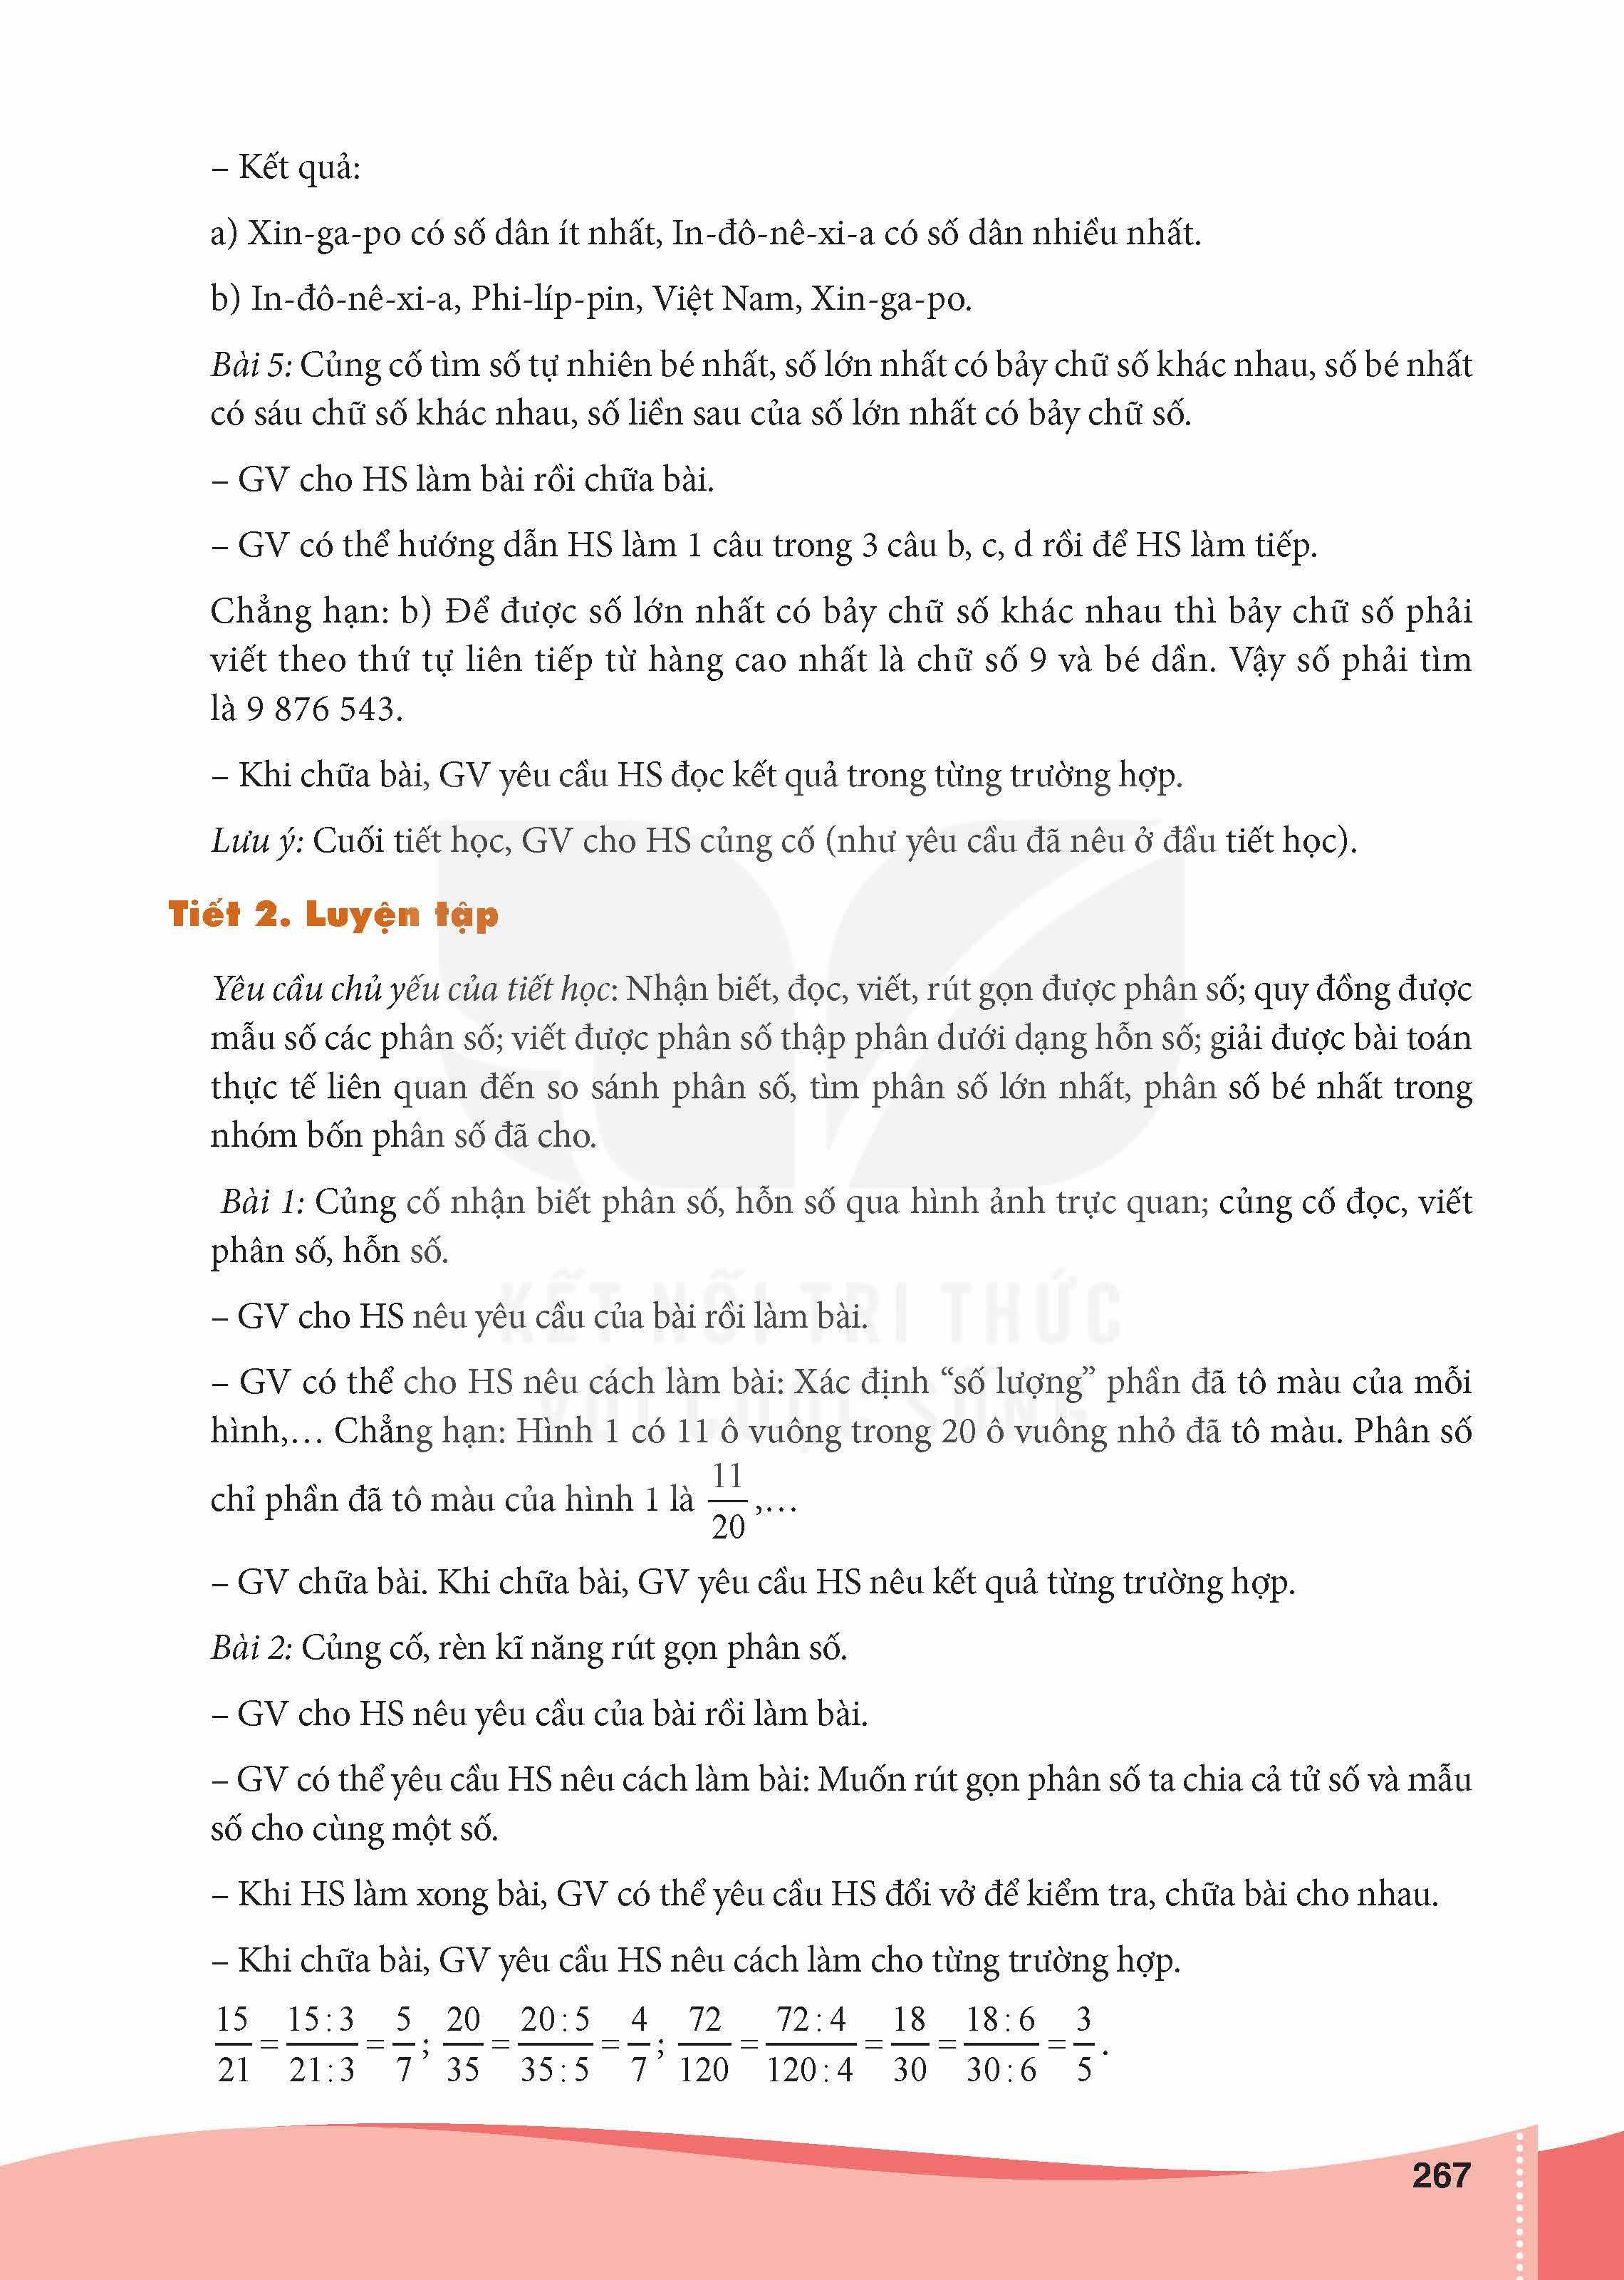 – Kết quả:
a) Xin-ga-po có số dân ít nhất, In-đô-nê-xi-a có số dân nhiều nhất.
b) In-đô-nê-xi-a, Phi-líp-pin, Việt Nam, Xin-ga-po.
Bài 5: Củng cố tìm số tự nhiên bé nhất, số lớn nhất có bảy chữ số khác nhau, số bé nhất
có sáu chữ số khác nhau, số liền sau của số lớn nhất có bảy chữ số.
– GV cho HS làm bài rồi chữa bài.
– GV có thể hướng dẫn HS làm 1 câu trong 3 câu b, c, d rồi để HS làm tiếp.
Chẳng hạn: b) Để được số lớn nhất có bảy chữ số khác nhau thì bảy chữ số phải
viết theo thứ tự liên tiếp từ hàng cao nhất là chữ số 9 và bé dần. Vậy số phải tìm
là 9 876 543.
– Khi chữa bài, GV yêu cầu HS đọc kết quả trong từng trường hợp.
Lưu ý: Cuối tiết học, GV cho HS củng cố (như yêu cầu đã nêu ở đầu tiết học).
Tiết 2. Luyện tập
Yêu cầu chủ yếu của tiết học: Nhận biết, đọc, viết, rút gọn được phân số; quy đồng được
mẫu số các phân số; viết được phân số thập phân dưới dạng hỗn số; giải được bài toán
thực tế liên quan đến so sánh phân số, tìm phân số lớn nhất, phân số bé nhất trong
nhóm bốn phân số đã cho.
Bài 1: Củng cố nhận biết phân số, hỗn số qua hình ảnh trực quan; củng cố đọc, viết
phân số, hỗn số.
KẾT NỐI TRI THỨC
– GV cho HS nêu yêu cầu của bài rồi làm bài.
– GV có thể cho HS nêu cách làm bài: Xác định “số lượng” phần đã tô màu của mỗi
VỚI CUỘC SỐNG
hình,… Chẳng hạn: Hình 1 có 11 ô vuông trong 20 ô vuông nhỏ đã tô màu. Phân số
chỉ phần đã tô màu của hình 1 là 11/20,…
– GV chữa bài. Khi chữa bài, GV yêu cầu HS nêu kết quả từng trường hợp.
Bài 2: Củng cố, rèn kĩ năng rút gọn phân số.
– GV cho HS nêu yêu cầu của bài rồi làm bài.
– GV có thể yêu cầu HS nêu cách làm bài: Muốn rút gọn phân số ta chia cả tử số và mẫu
số cho cùng một số.
– Khi HS làm xong bài, GV có thể yêu cầu HS đổi vở để kiểm tra, chữa bài cho nhau.
– Khi chữa bài, GV yêu cầu HS nêu cách làm cho từng trường hợp.
15/21 = 15:3/21:3 = 5/7; 20/35 = 20:5/35:5 = 4/7; 72/120 = 72:4/120:4 = 18/30 = 18:6/30:6 = 3/5.
267